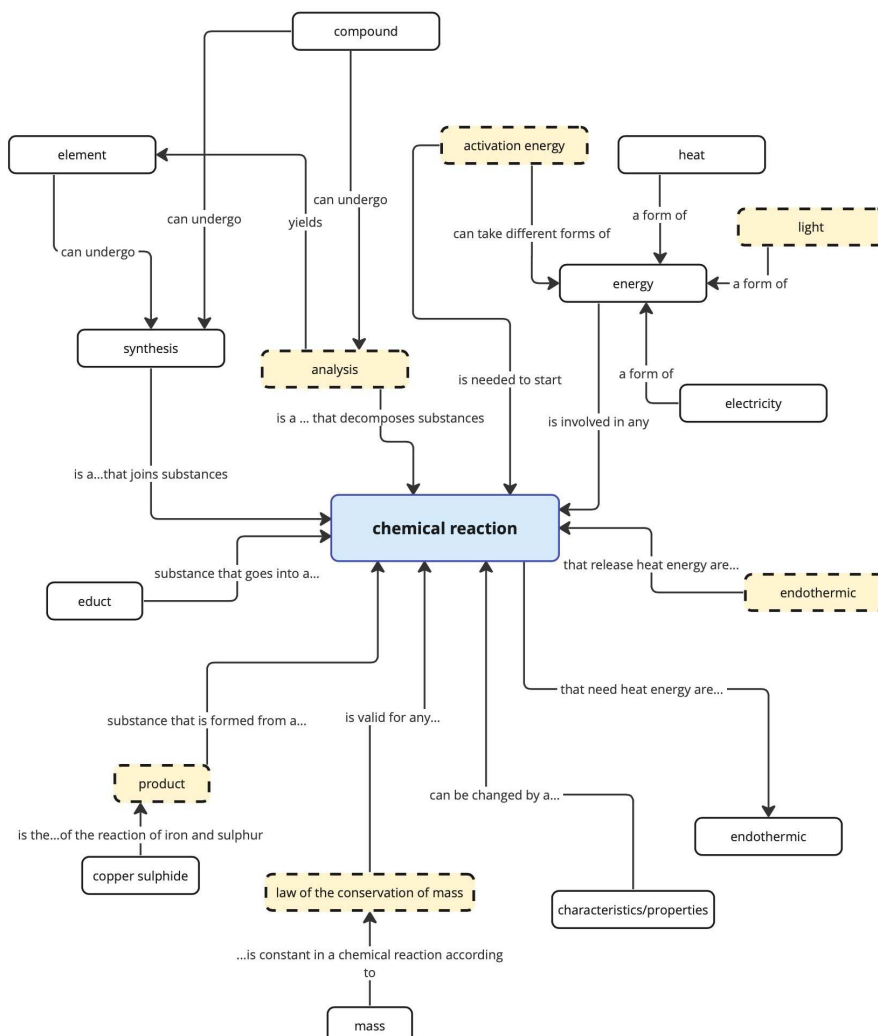 compound
element
activation energy
heat
can undergo
can undergo
yields
a form of
light
can take different forms of
can undergo
energy
a form of
synthesis
analysis
is needed to start
a form of
electricity
is a ... that decomposes substances
is involved in any
is a...that joins substances
chemical reaction
substance that goes into a...
that release heat energy are...
educt
endothermic
that need heat energy are...
substance that is formed from a...
is valid for any...
product
can be changed by a...
is the...of the reaction of iron and sulphur
endothermic
copper sulphide
law of the conservation of mass
characteristics/properties
...is constant in a chemical reaction according
to
mass